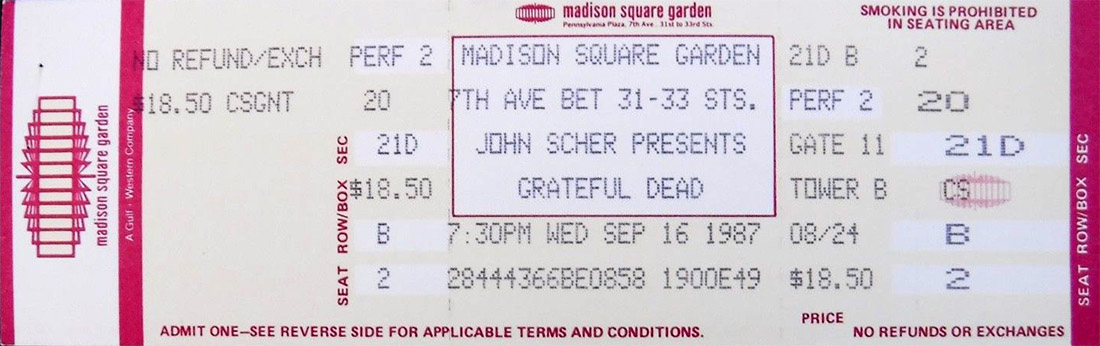 madison square garden
Pennsylvania Plaza, 7th Ave. 31st to 33rd Sts.
SMOKING IS PROHIBITED
IN SEATING AREA
NO REFUND/EXCH PERF 2 MADISON SQUARE GARDEN 21D B 2
$18.50 CSGNT 20 7TH AVE BET 31-33 STS. PERF 2 20
SEC 21D JOHN SCHER PRESENTS GATE 11 21D SEC
ROW/BOX $18.50 GRATEFUL DEAD TOWER B CS ROW/BOX
B 7:30PM WED SEP 16 1987 08/24 B
SEAT 2 28444366BE0858 1900E49 $18.50 2 SEAT
PRICE
ADMIT ONE—SEE REVERSE SIDE FOR APPLICABLE TERMS AND CONDITIONS. NO REFUNDS OR EXCHANGES
madison square garden
A Gulf + Western Company